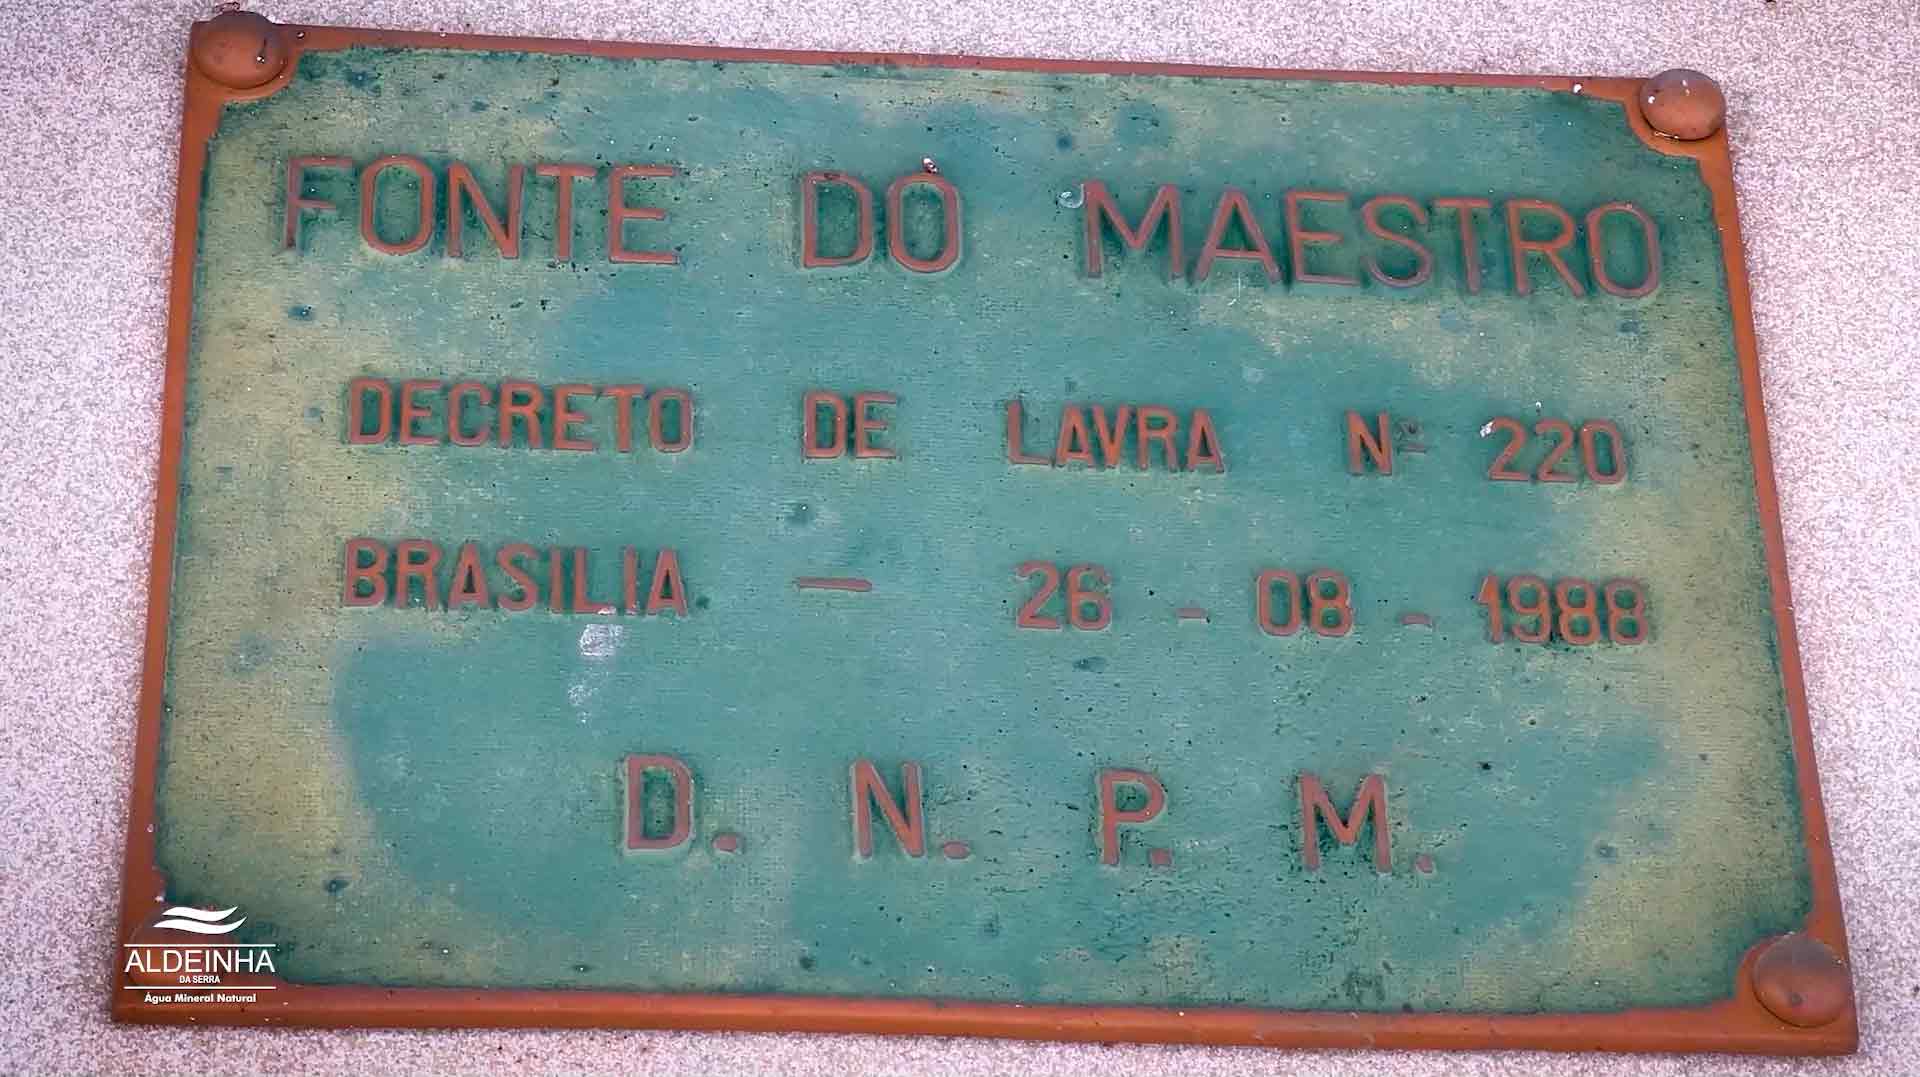 FONTE DO MAESTRO
DECRETO DE LAVRA Nº 220
BRASILIA — 26 - 08 - 1988
D. N. P. M.
ALDEINHA
DA SERRA
Água Mineral Natural